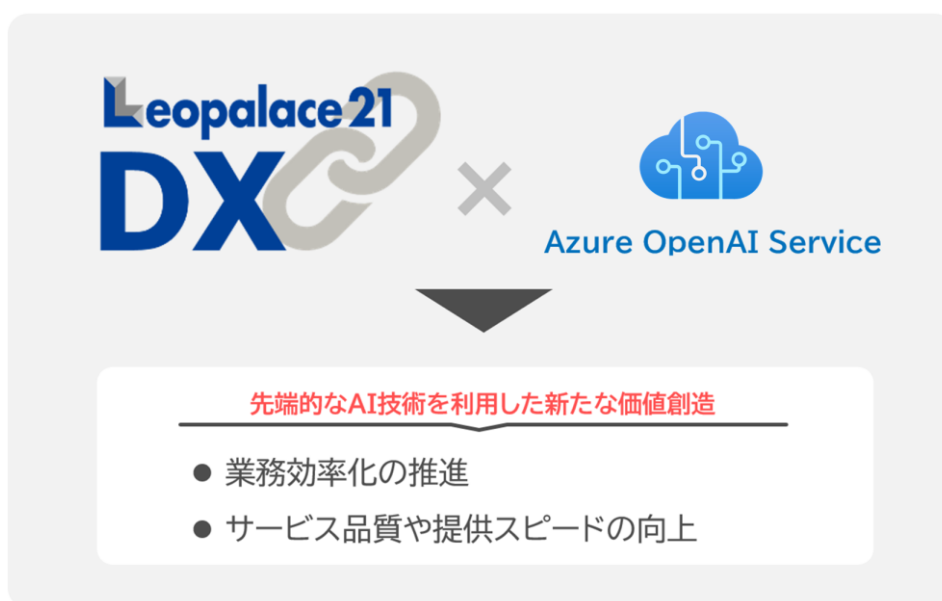 Leopalace21
DX
×
Azure OpenAI Service
先端的なAI技術を利用した新たな価値創造
● 業務効率化の推進
● サービス品質や提供スピードの向上